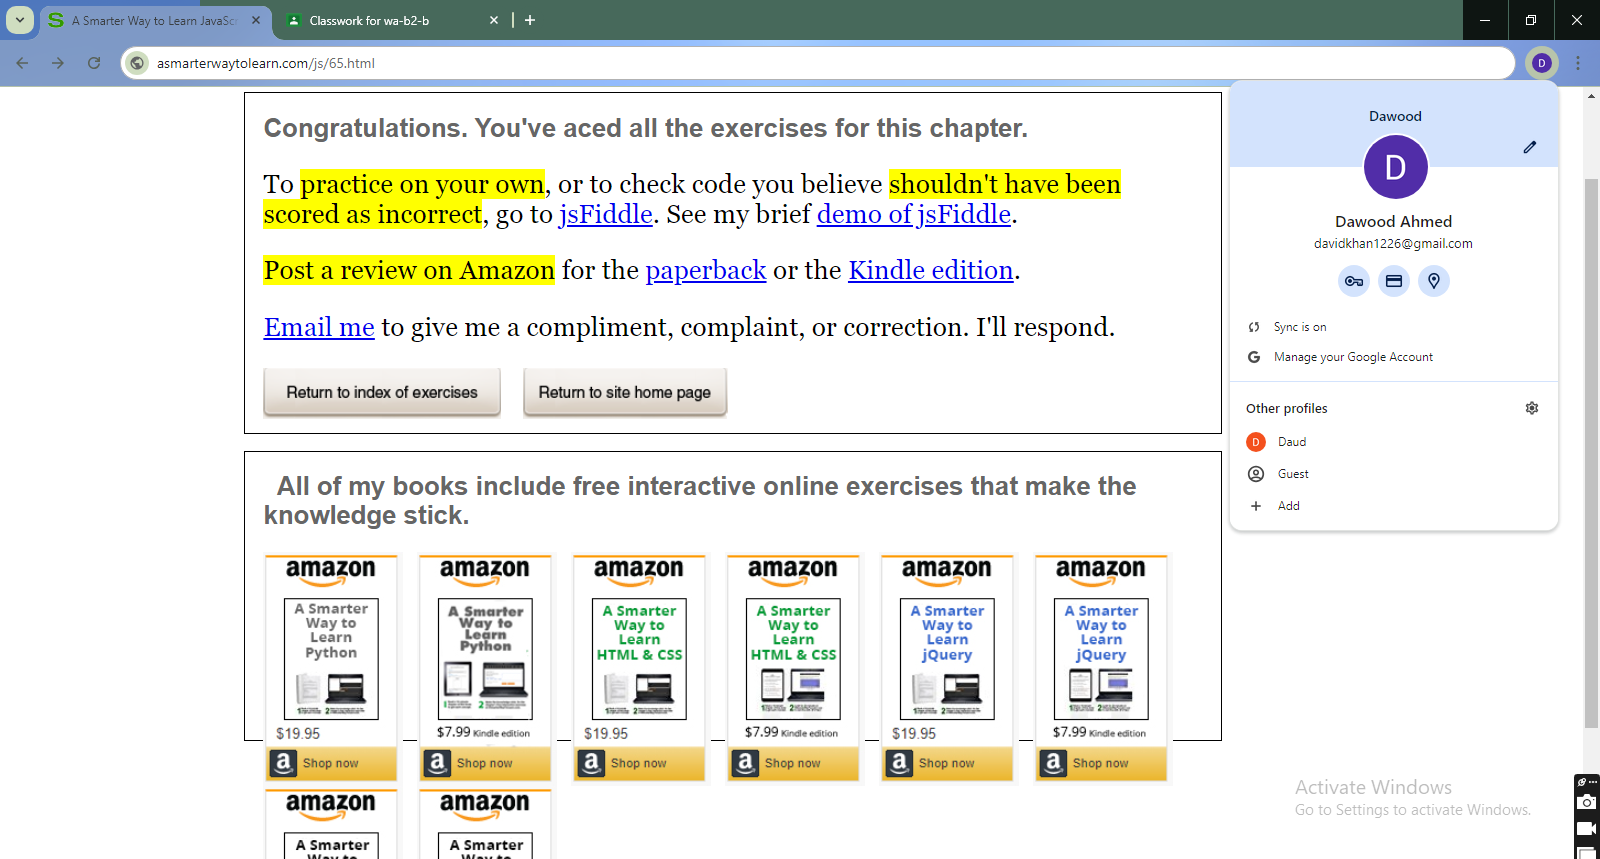 A Smarter Way to Learn JavaSc
Classwork for wa-b2-b
asmarterwaytolearn.com/js/65.html
D
Congratulations. You've aced all the exercises for this chapter.
To practice on your own, or to check code you believe shouldn't have been
scored as incorrect, go to jsFiddle. See my brief demo of jsFiddle.
Post a review on Amazon for the paperback or the Kindle edition.
Email me to give me a compliment, complaint, or correction. I'll respond.
Return to index of exercises
Return to site home page
Dawood
D
Dawood Ahmed
davidkhan1226@gmail.com
Sync is on
Manage your Google Account
Other profiles
D Daud
Guest
Add
All of my books include free interactive online exercises that make the
knowledge stick.
amazon
A Smarter
Way to
Learn
Python
$19.95
a Shop now
amazon
A Smarter
Way to
Learn
Python
1 2
$7.99 Kindle edition
a Shop now
amazon
A Smarter
Way to
Learn
HTML & CSS
$19.95
a Shop now
amazon
A Smarter
Way to
Learn
HTML & CSS
1 2
$7.99 Kindle edition
a Shop now
amazon
A Smarter
Way to
Learn
jQuery
$19.95
a Shop now
amazon
A Smarter
Way to
Learn
jQuery
1 2
$7.99 Kindle edition
a Shop now
amazon
A Smarter
Way to
amazon
A Smarter
Way to
Activate Windows
Go to Settings to activate Windows.